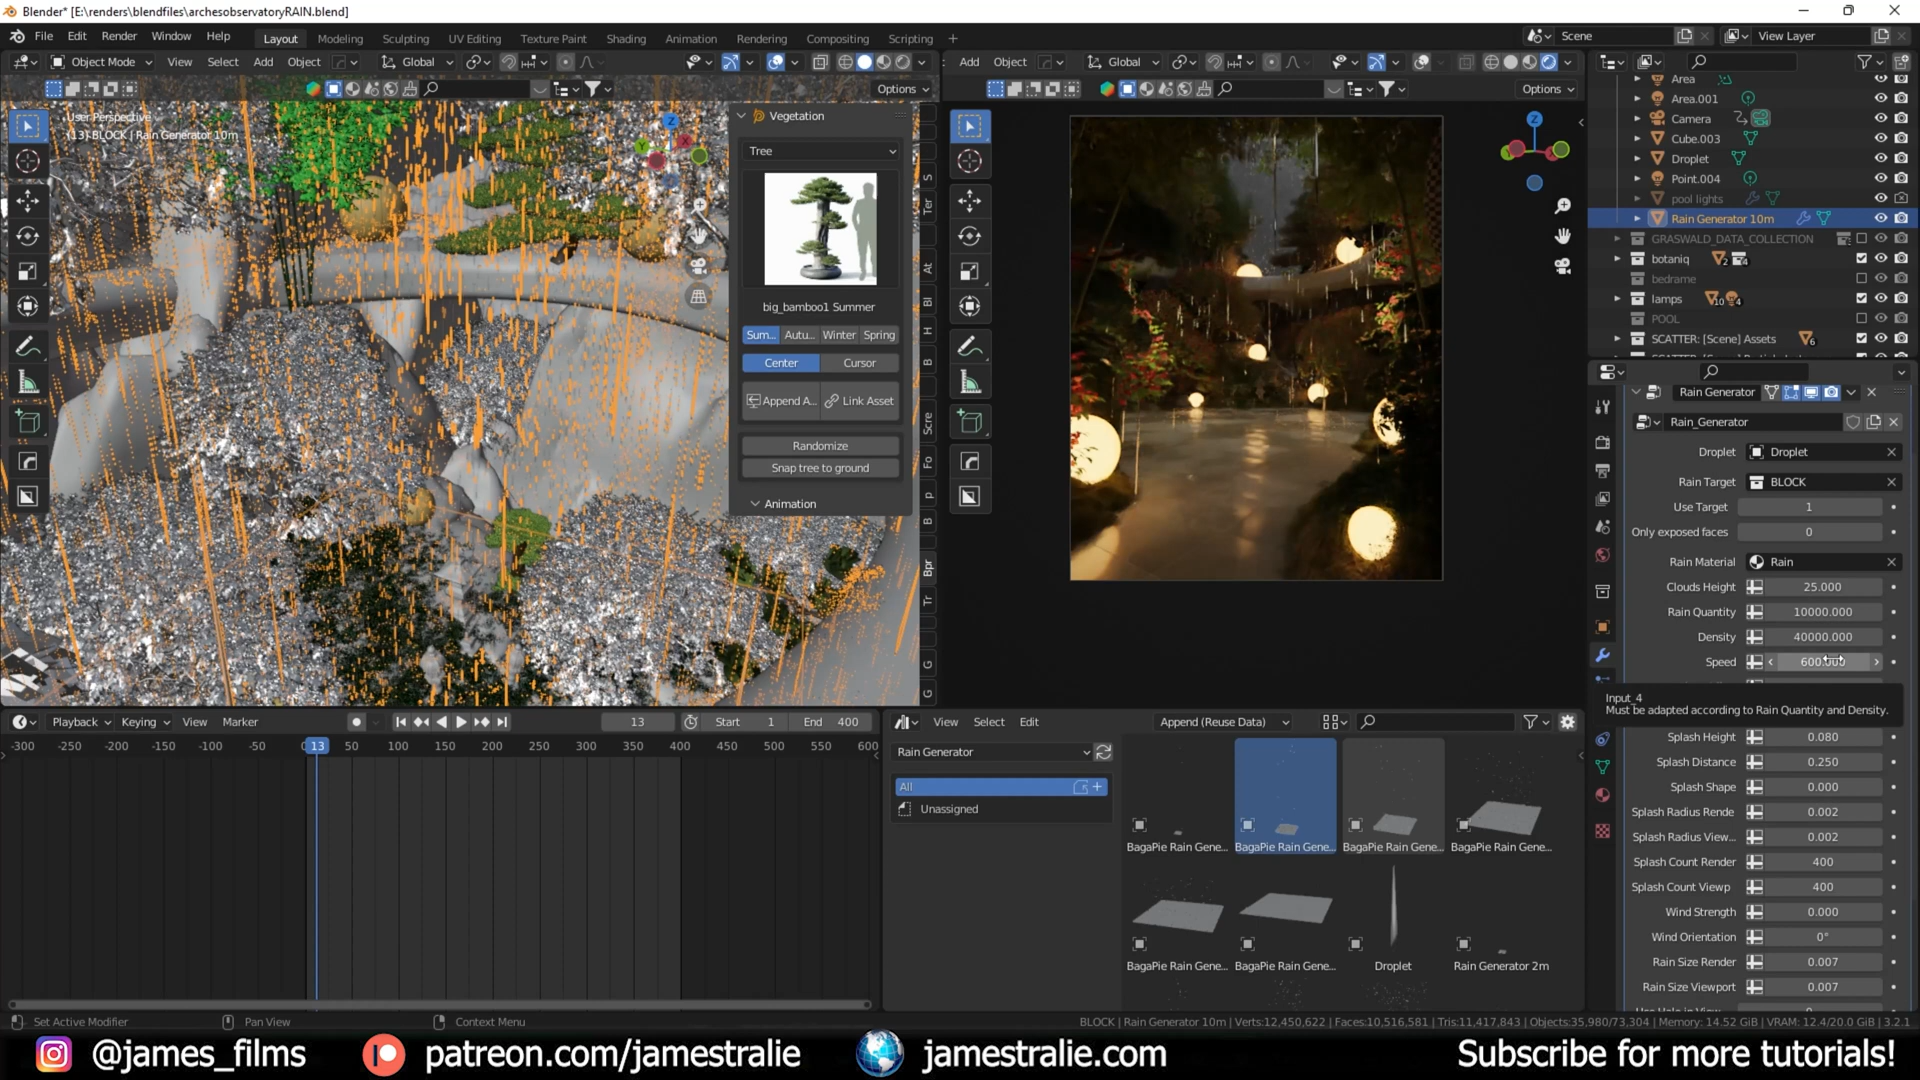 Blender* [E:\renders\blendfiles\archesobservatoryRAIN.blend]
File Edit Render Window Help Layout Modeling Sculpting UV Editing Texture Paint Shading Animation Rendering Compositing Scripting + Scene View Layer
Object Mode View Select Add Object Global
Options
User Perspective
(13) BLOCK | Rain Generator 10m
Vegetation
Tree
big_bamboo1 Summer
Sum... Autu... Winter Spring
Center Cursor
Append A... Link Asset
Randomize
Snap tree to ground
Animation
S
Ter
At
Bl
H
B
Scre
Fo
p
B
Bpr
Tr
G
G
Add Object Global
Options
Area
Area.001
Camera
Cube.003
Droplet
Point.004
pool lights
Rain Generator 10m
GRASWALD_DATA_COLLECTION
botaniq 2 4
bedrame
lamps 10 4
POOL
SCATTER: [Scene] Assets 6
Rain Generator
Rain_Generator
Droplet Droplet
Rain Target BLOCK
Use Target 1
Only exposed faces 0
Rain Material Rain
Clouds Height 25.000
Rain Quantity 10000.000
Density 40000.000
Speed 600.000
Input_4
Must be adapted according to Rain Quantity and Density.
Splash Height 0.080
Splash Distance 0.250
Splash Shape 0.000
Splash Radius Rende 0.002
Splash Radius View... 0.002
Splash Count Render 400
Splash Count Viewp 400
Wind Strength 0.000
Wind Orientation 0°
Rain Size Render 0.007
Rain Size Viewport 0.007
Playback Keying View Marker 13 Start 1 End 400
-300 -250 -200 -150 -100 -50 13 50 100 150 200 250 300 350 400 450 500 550 600
View Select Edit Append (Reuse Data)
Rain Generator
All
Unassigned
BagaPie Rain Gene... BagaPie Rain Gene... BagaPie Rain Gene... BagaPie Rain Gene...
BagaPie Rain Gene... BagaPie Rain Gene... Droplet Rain Generator 2m
Set Active Modifier Pan View Context Menu
BLOCK | Rain Generator 10m | Verts:12,450,622 | Faces:10,516,581 | Tris:11,417,843 | Objects:35,980/73,304 | Memory: 14.52 GiB | VRAM: 12.4/20.0 GiB | 3.2.1
@james_films patreon.com/jamestralie jamestralie.com Subscribe for more tutorials!